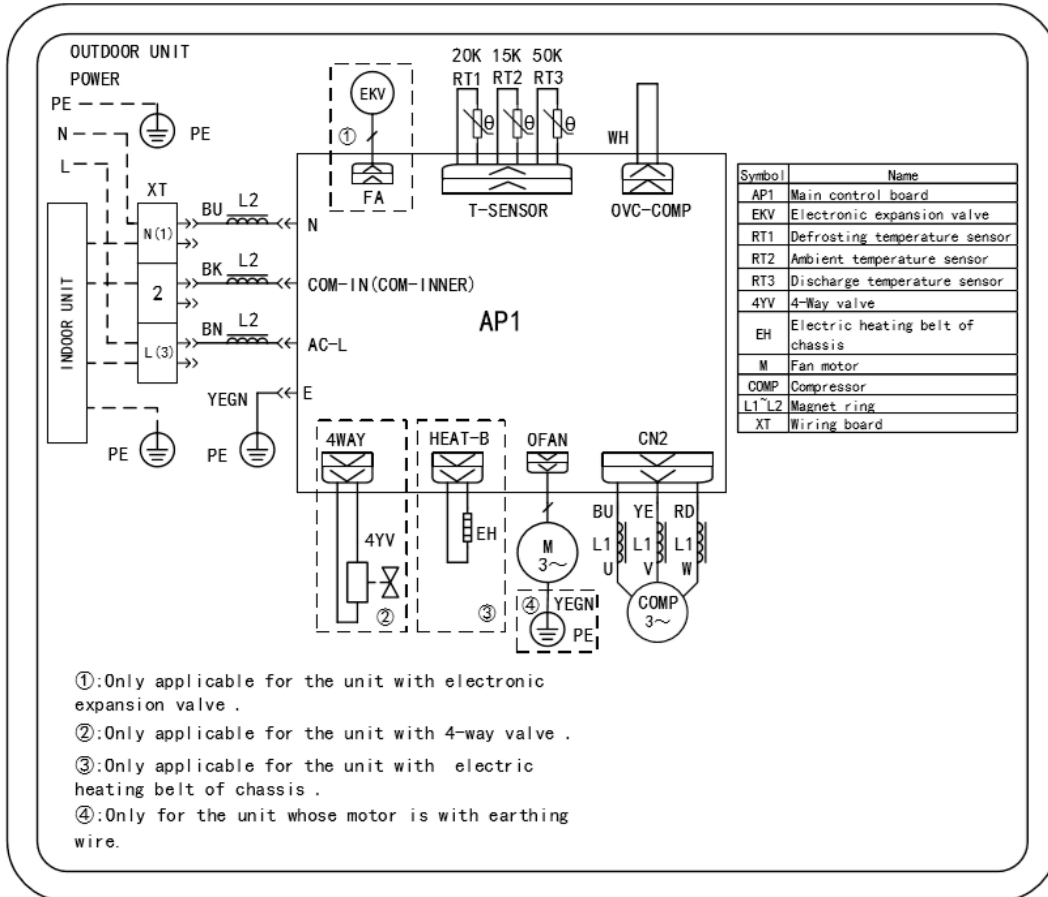 OUTDOOR UNIT
POWER
PE
PE
N
L
XT
N(1)
2
L(3)
INDOOR UNIT
PE
BU
L2
BK
L2
BN
L2
YEGN
PE
EKV
①
FA
20K 15K 50K
RT1 RT2 RT3
θ θ θ
T-SENSOR
WH
OVC-COMP
N
COM-IN(COM-INNER)
AC-L
E
AP1
4WAY
4YV
②
HEAT-B
EH
③
OFAN
M
3~
④ YEGN
PE
CN2
BU YE RD
L1 L1 L1
U V W
COMP
3~
Symbol Name
AP1 Main control board
EKV Electronic expansion valve
RT1 Defrosting temperature sensor
RT2 Ambient temperature sensor
RT3 Discharge temperature sensor
4YV 4-Way valve
EH Electric heating belt of
chassis
M Fan motor
COMP Compressor
L1~L2 Magnet ring
XT Wiring board
①:Only applicable for the unit with electronic
expansion valve .
②:Only applicable for the unit with 4-way valve .
③:Only applicable for the unit with electric
heating belt of chassis .
④:Only for the unit whose motor is with earthing
wire.